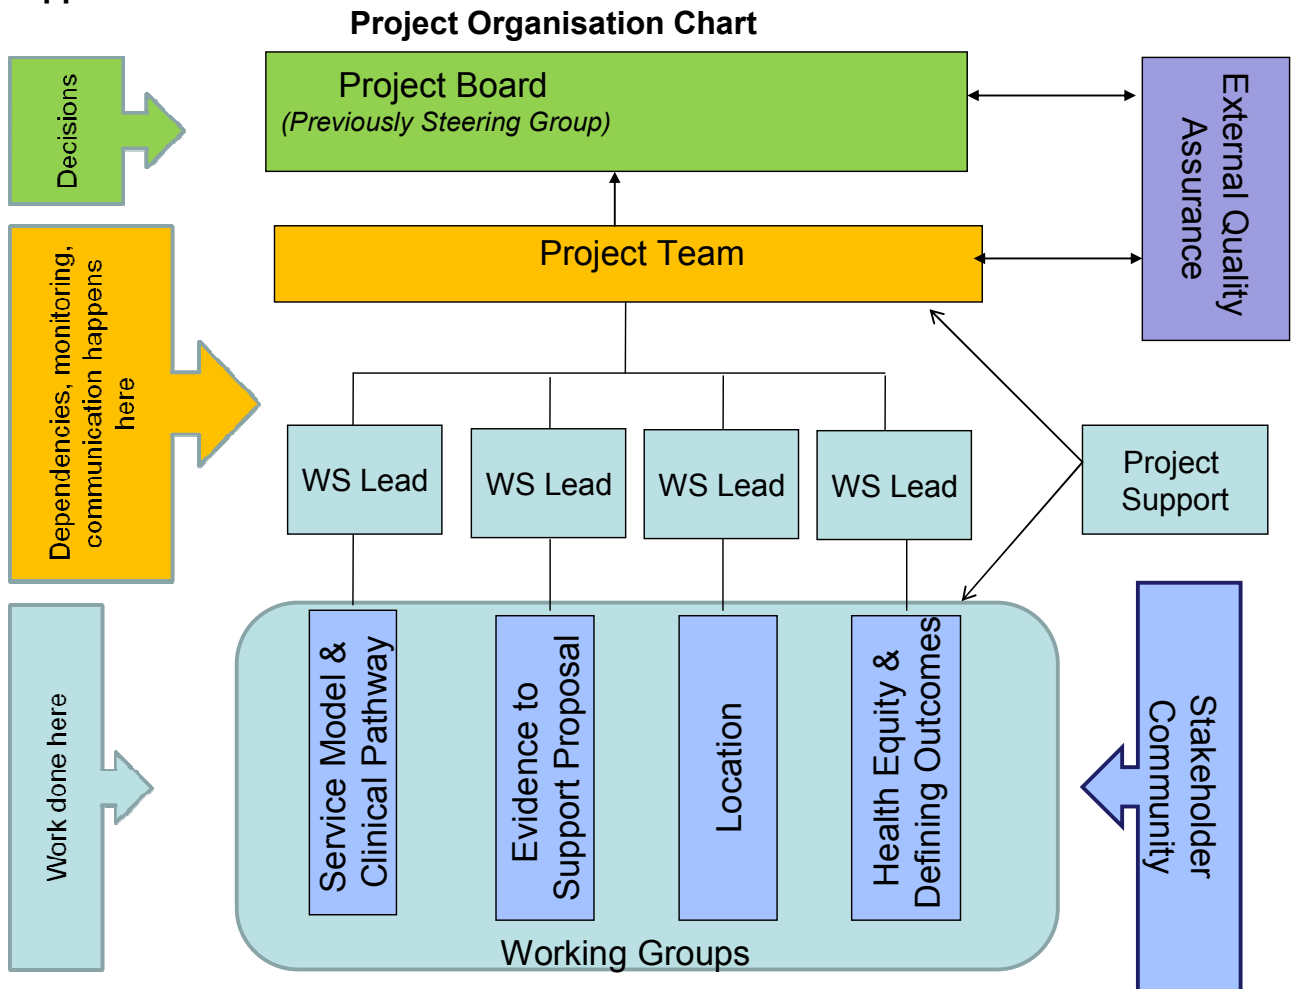 Project Organisation Chart
Decisions
Project Board
(Previously Steering Group)
External Quality
Assurance
Dependencies, monitoring,
communication happens
here
Project Team
WS Lead
WS Lead
WS Lead
WS Lead
Project
Support
Work done here
Service Model &
Clinical Pathway
Evidence to
Support Proposal
Location
Health Equity &
Defining Outcomes
Stakeholder
Community
Working Groups